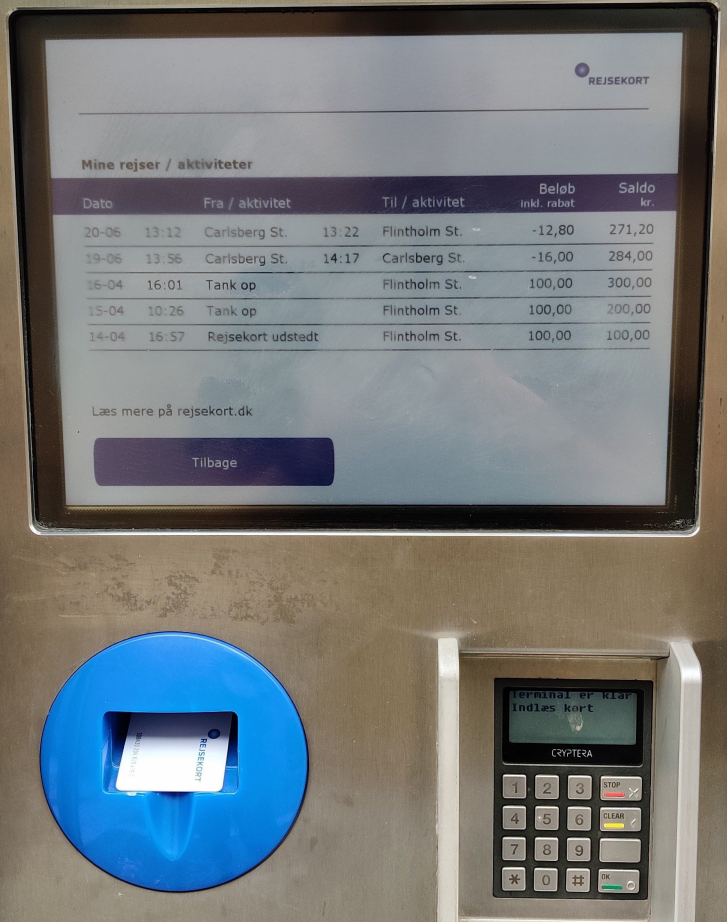 REJSEKORT
Mine rejser / aktiviteter
Dato Fra / aktivitet Til / aktivitet Beløb inkl. rabat Saldo kr.
20-06 13:12 Carlsberg St. 13:22 Flintholm St. -12,80 271,20
19-06 13:56 Carlsberg St. 14:17 Carlsberg St. -16,00 284,00
16-04 16:01 Tank op Flintholm St. 100,00 300,00
15-04 10:26 Tank op Flintholm St. 100,00 200,00
14-04 16:57 Rejsekort udstedt Flintholm St. 100,00 100,00
Læs mere på rejsekort.dk
Tilbage
REJSEKORT
Terminal er klar
Indlæs kort
CRYPTERA
1 2 3 STOP
4 5 6 CLEAR
7 8 9
* 0 # OK